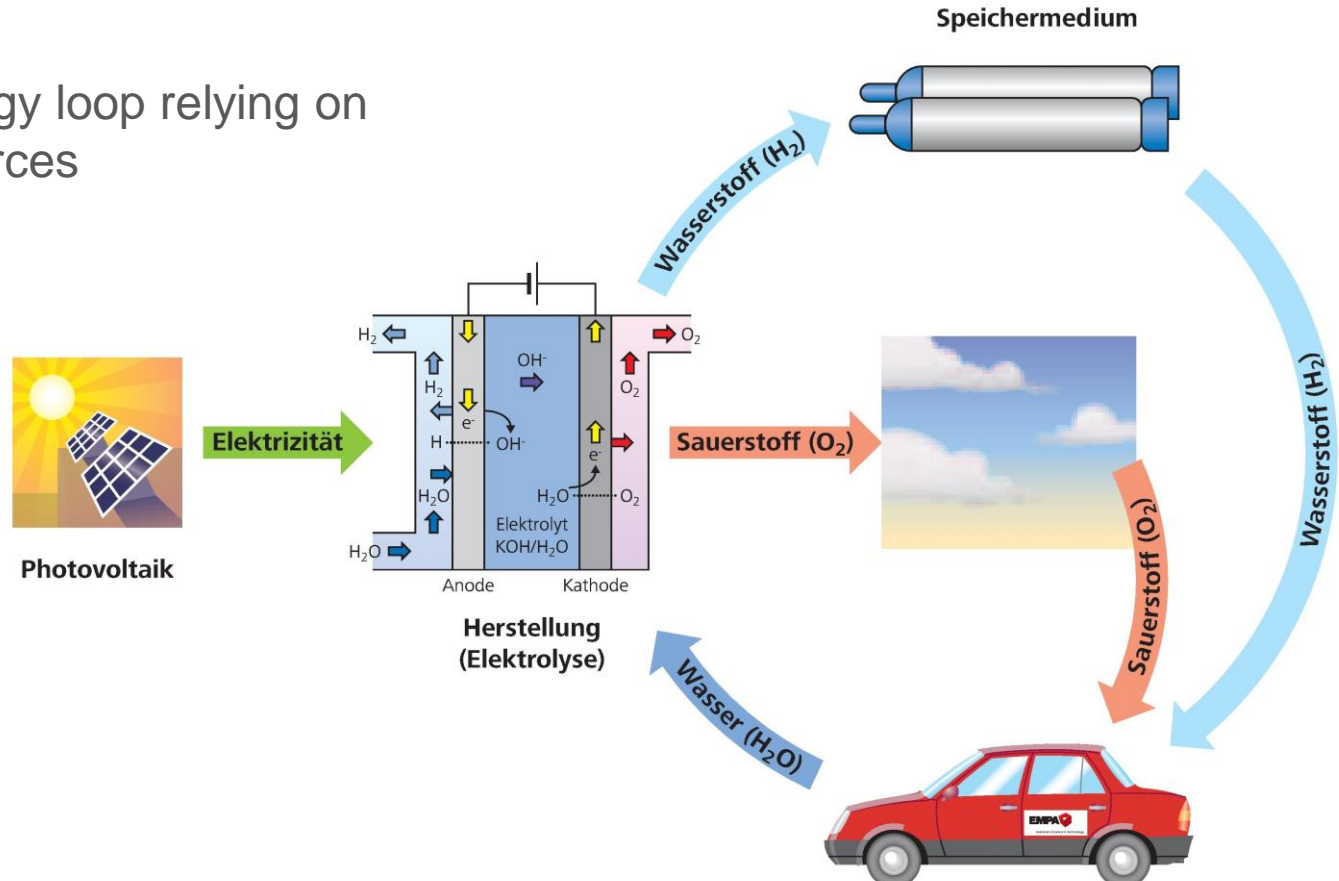 gy loop relying on
rces
Speichermedium
Wasserstoff (H₂)
Wasserstoff (H₂)
H₂
O₂
OH⁻
H₂
O₂
e⁻
H
OH⁻
e⁻
H₂O
H₂O
O₂
Elektrolyt
KOH/H₂O
H₂O
Anode
Kathode
Herstellung
(Elektrolyse)
Elektrizität
Photovoltaik
Sauerstoff (O₂)
Sauerstoff (O₂)
Wasser (H₂O)
EMPA